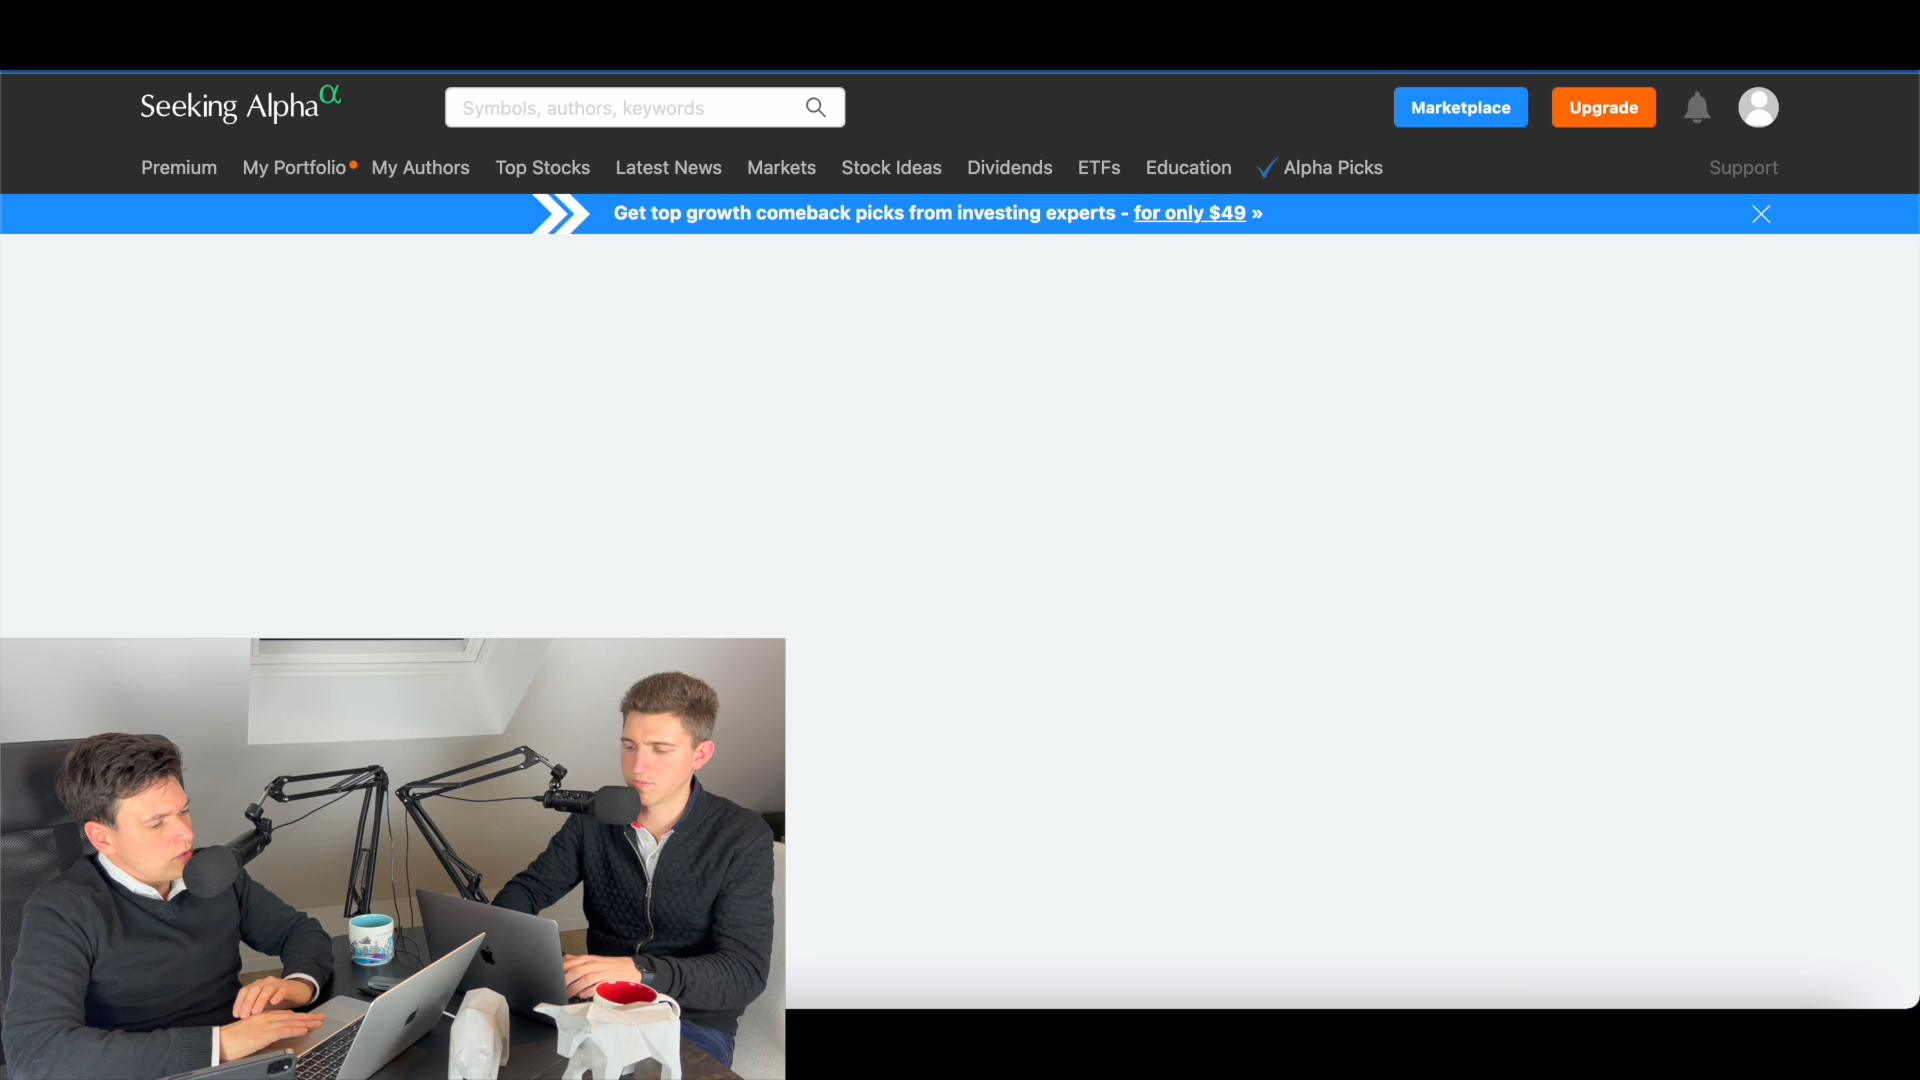 Seeking Alpha α
Symbols, authors, keywords
Marketplace
Upgrade
Premium My Portfolio My Authors Top Stocks Latest News Markets Stock Ideas Dividends ETFs Education Alpha Picks Support
Get top growth comeback picks from investing experts - for only $49 »